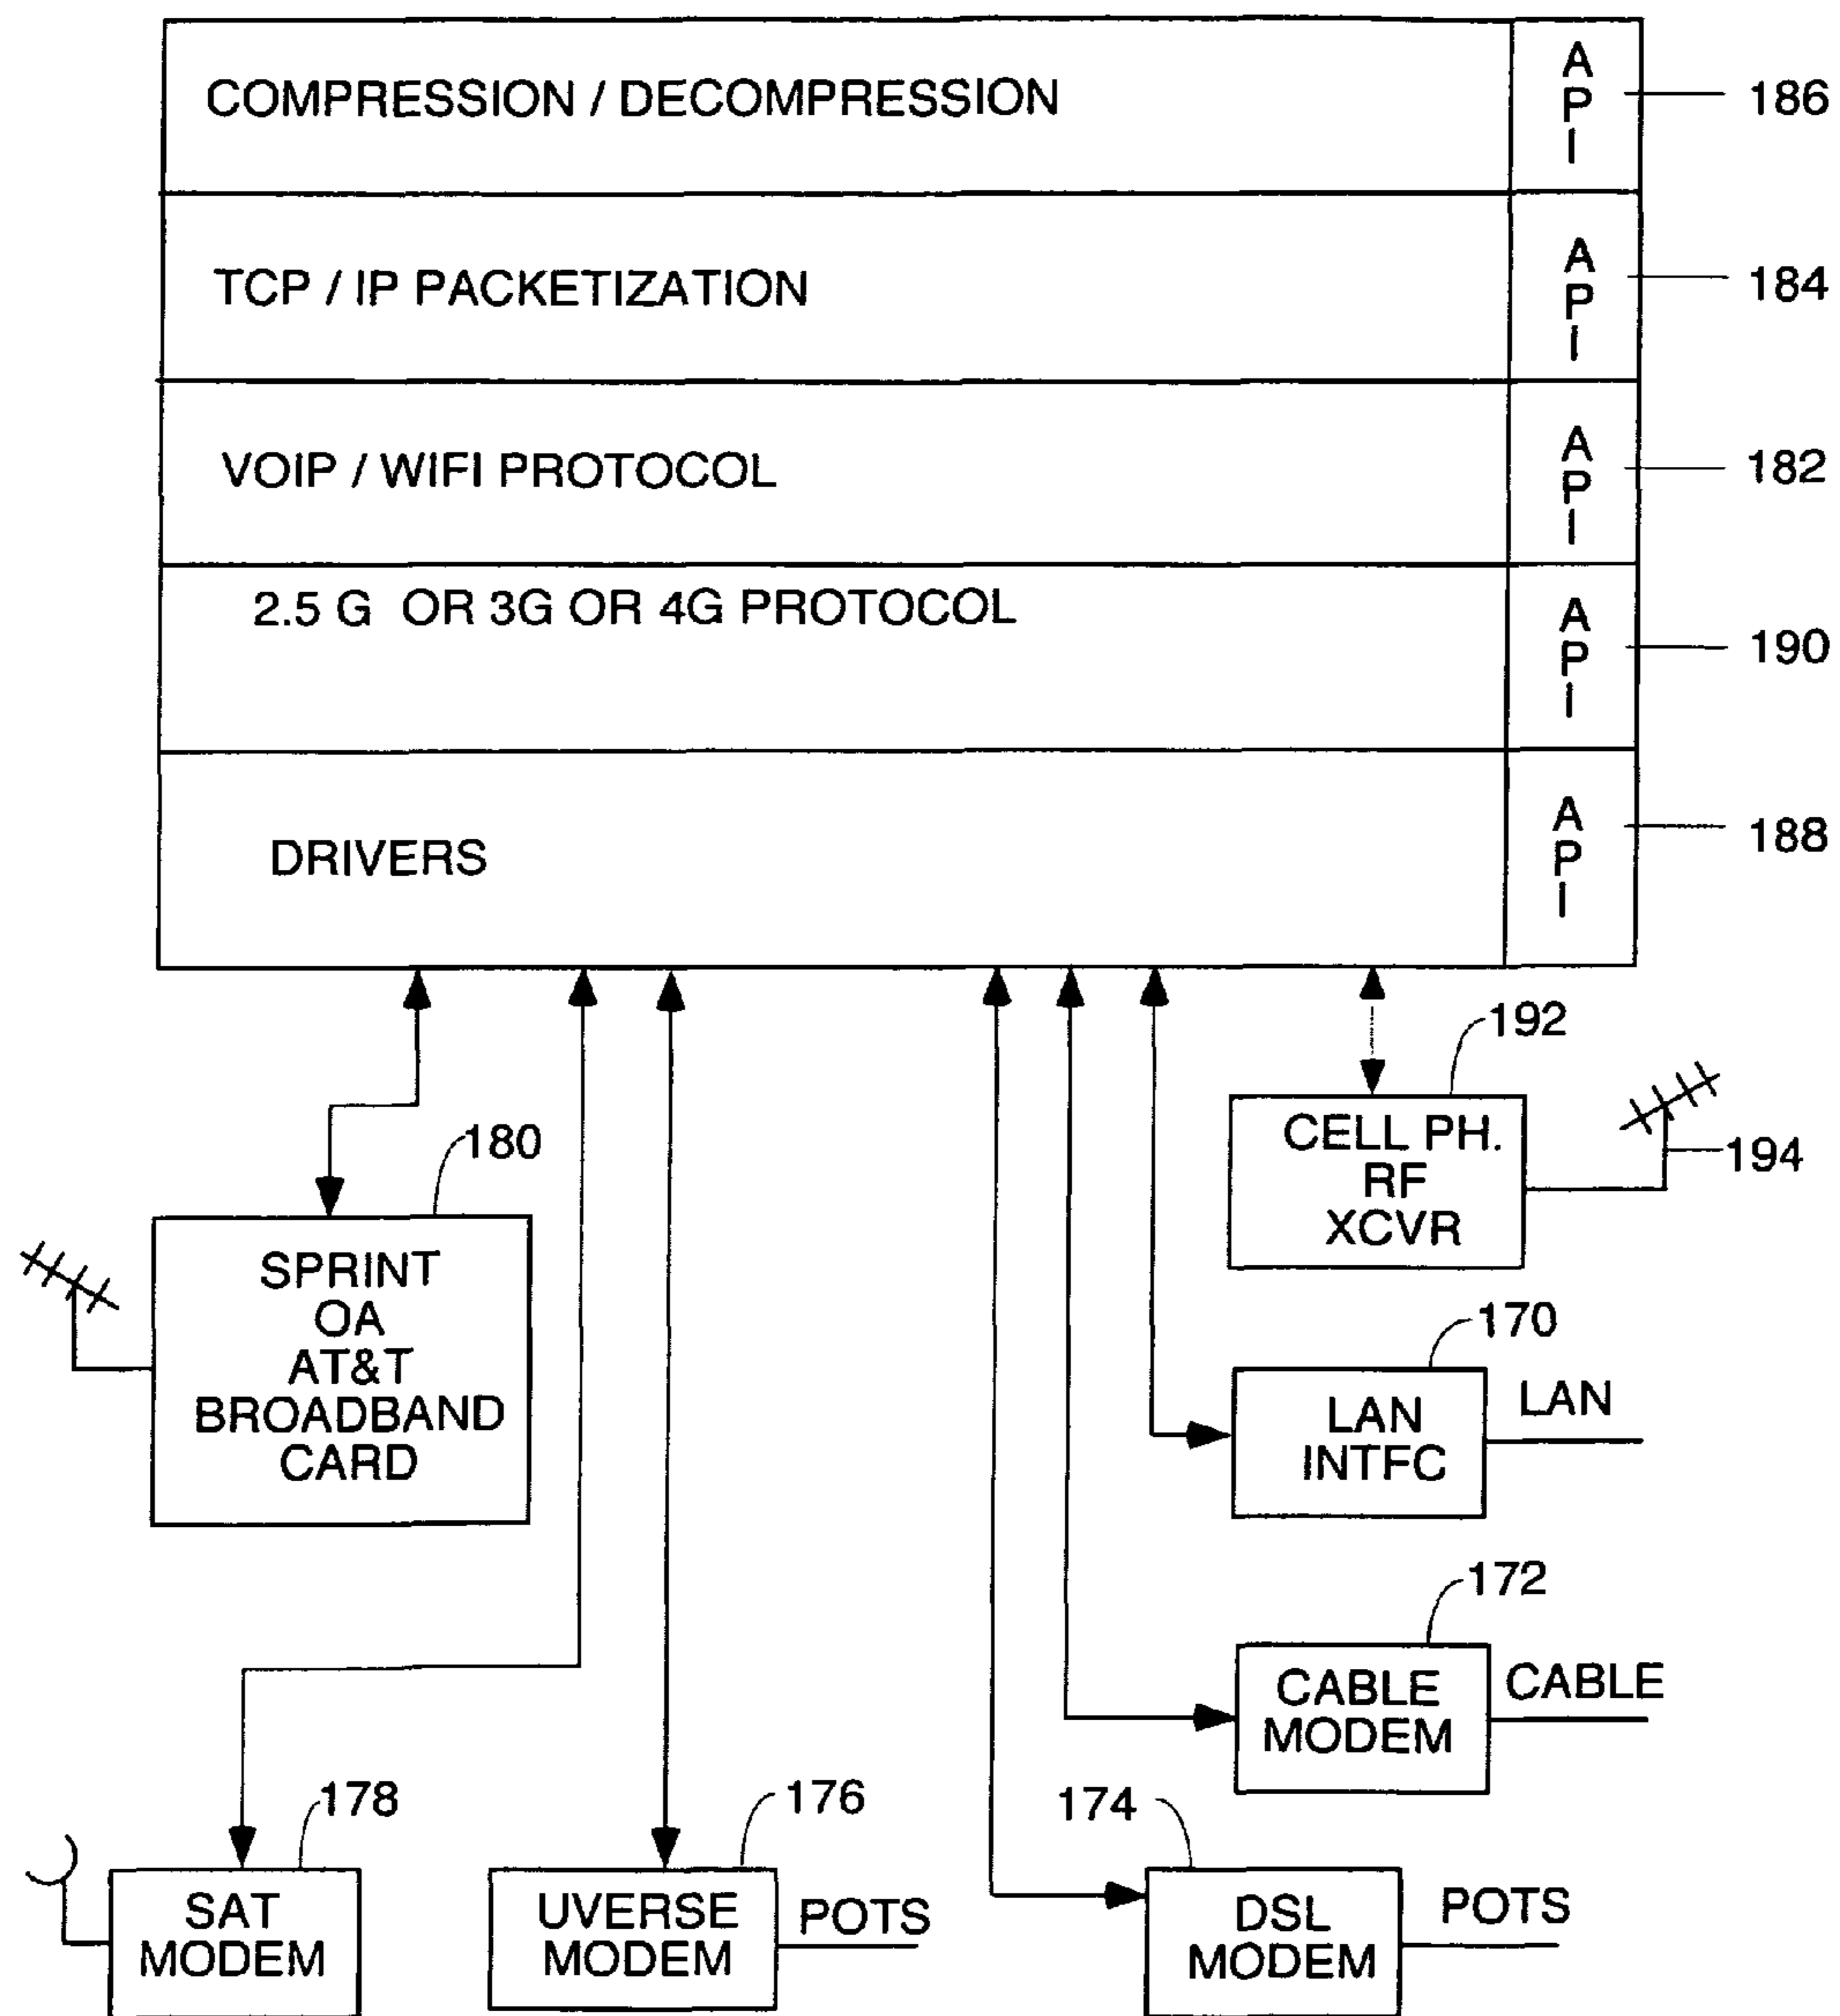 COMPRESSION / DECOMPRESSION
API
186
TCP / IP PACKETIZATION
API
184
VOIP / WIFI PROTOCOL
API
182
2.5 G OR 3G OR 4G PROTOCOL
API
190
DRIVERS
API
188
192
CELL PH.
RF
XCVR
194
180
SPRINT
OA
AT&T
BROADBAND
CARD
170
LAN
INTFC
LAN
172
CABLE
MODEM
CABLE
178
SAT
MODEM
176
UVERSE
MODEM
POTS
174
DSL
MODEM
POTS